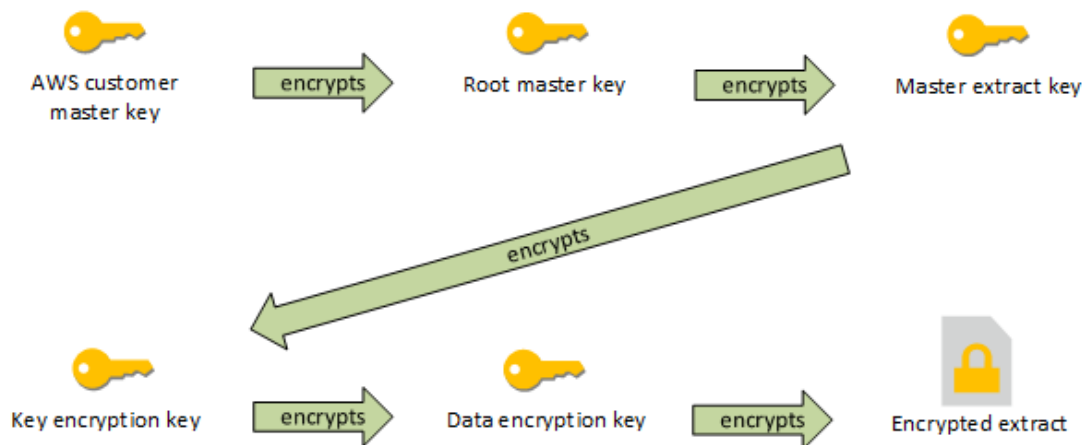 AWS customer
master key
encrypts
Root master key
encrypts
Master extract key
encrypts
Key encryption key
encrypts
Data encryption key
encrypts
Encrypted extract